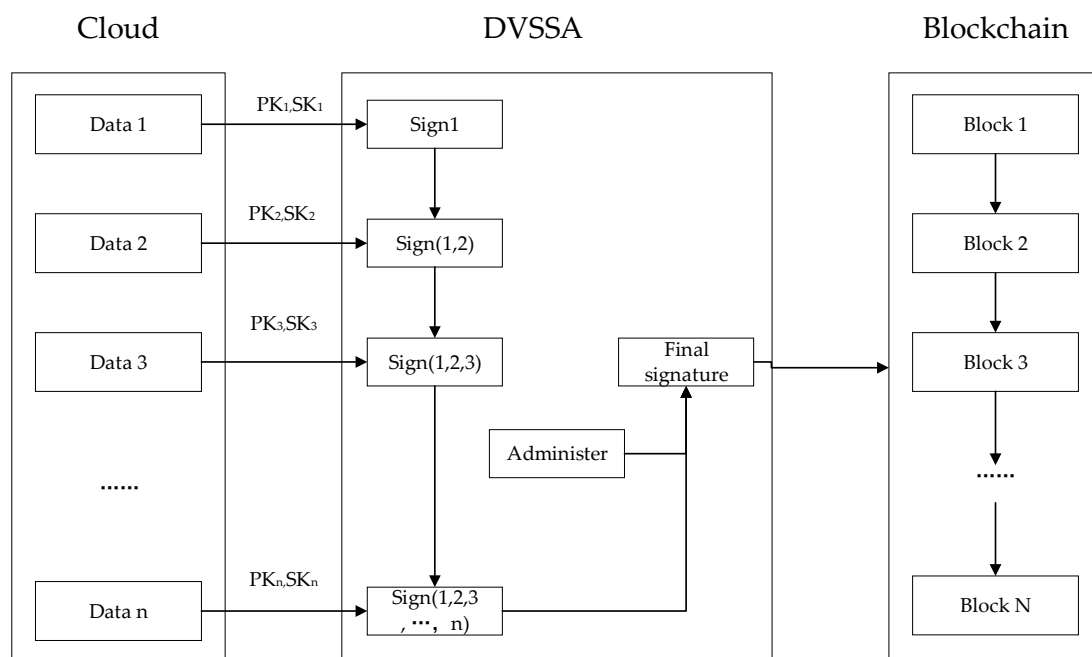 Cloud
DVSSA
Blockchain
Data 1
PK₁,SK₁
Sign1
Block 1
Data 2
PK₂,SK₂
Sign(1,2)
Block 2
Data 3
PK₃,SK₃
Sign(1,2,3)
Final
signature
Block 3
Administer
......
......
Data n
PKₙ,SKₙ
Sign(1,2,3
, ···, n)
Block N